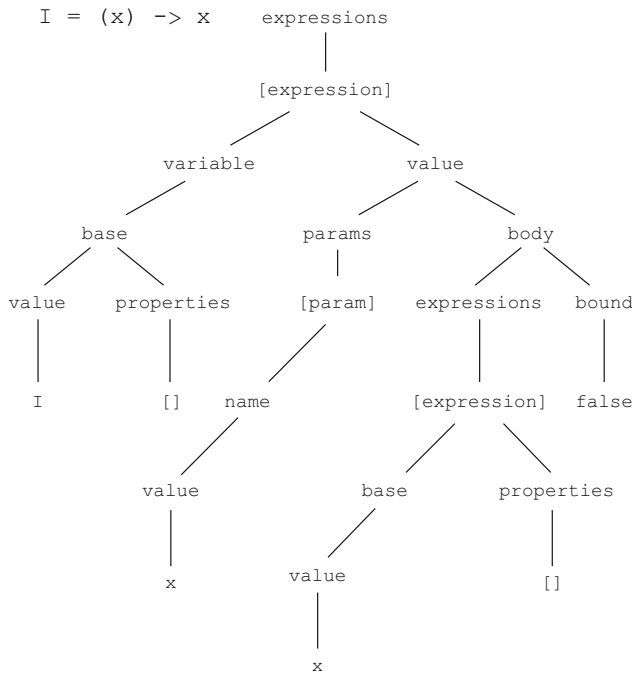 I = (x) -> x expressions
[expression]
variable value
base params body
value properties [param] expressions bound
I [] name [expression] false
value base properties
x value []
x